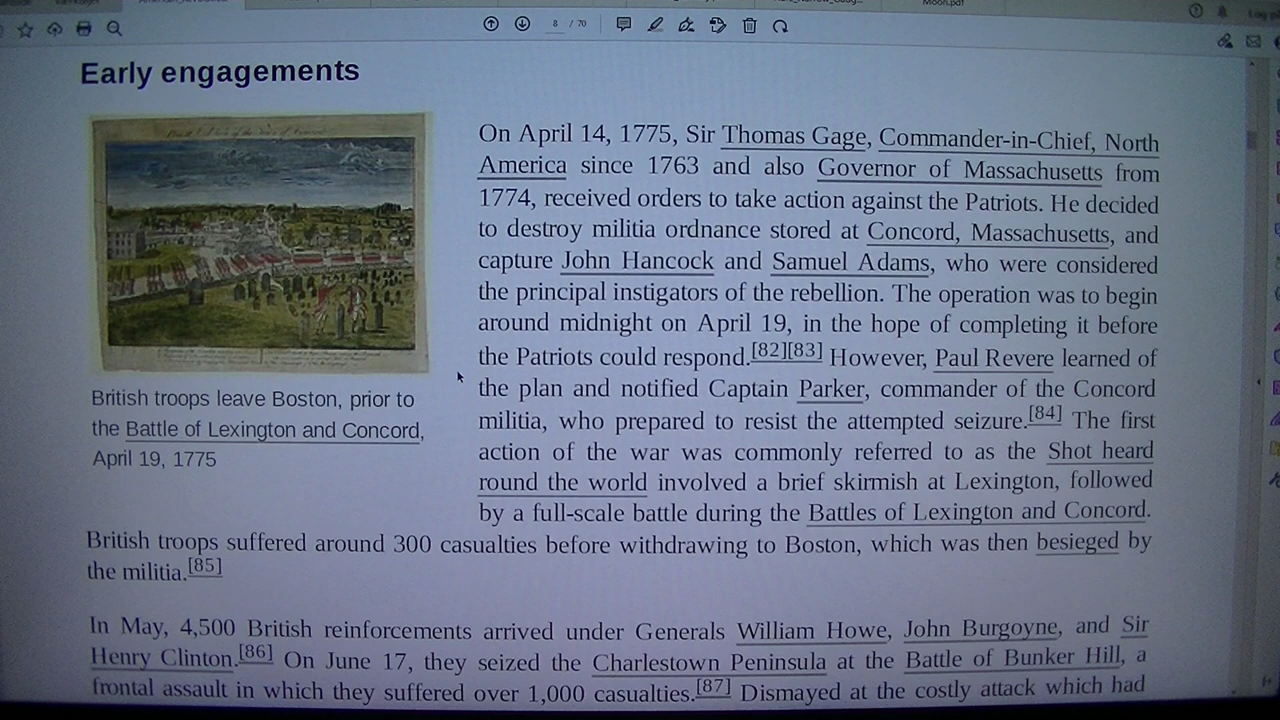 Moon.pdf
8 / 70
Early engagements
On April 14, 1775, Sir Thomas Gage, Commander-in-Chief, North
America since 1763 and also Governor of Massachusetts from
1774, received orders to take action against the Patriots. He decided
to destroy militia ordnance stored at Concord, Massachusetts, and
capture John Hancock and Samuel Adams, who were considered
the principal instigators of the rebellion. The operation was to begin
around midnight on April 19, in the hope of completing it before
the Patriots could respond.[82][83] However, Paul Revere learned of
the plan and notified Captain Parker, commander of the Concord
militia, who prepared to resist the attempted seizure.[84] The first
action of the war was commonly referred to as the Shot heard
round the world involved a brief skirmish at Lexington, followed
by a full-scale battle during the Battles of Lexington and Concord.
British troops leave Boston, prior to
the Battle of Lexington and Concord,
April 19, 1775
British troops suffered around 300 casualties before withdrawing to Boston, which was then besieged by
the militia.[85]
In May, 4,500 British reinforcements arrived under Generals William Howe, John Burgoyne, and Sir
Henry Clinton.[86] On June 17, they seized the Charlestown Peninsula at the Battle of Bunker Hill, a
frontal assault in which they suffered over 1,000 casualties.[87] Dismayed at the costly attack which had